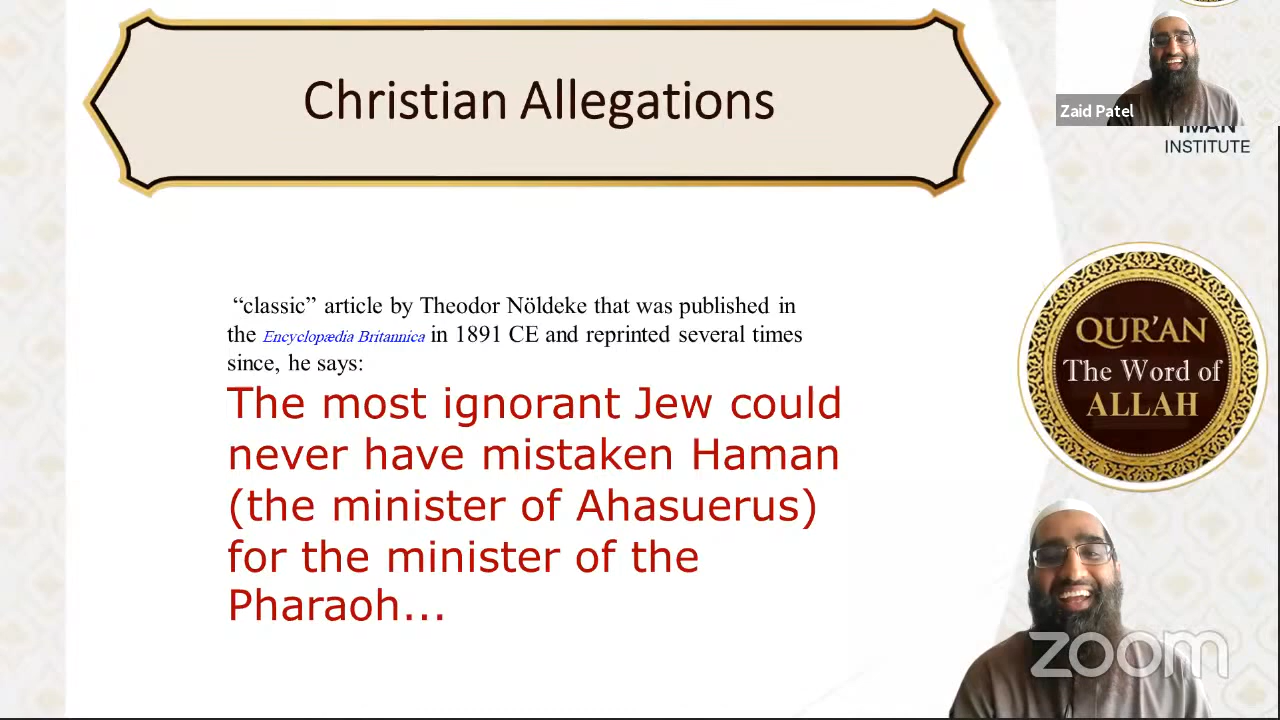 Christian Allegations
Zaid Patel
IMAN
INSTITUTE
“classic” article by Theodor Nöldeke that was published in
the Encyclopædia Britannica in 1891 CE and reprinted several times
since, he says:
The most ignorant Jew could
never have mistaken Haman
(the minister of Ahasuerus)
for the minister of the
Pharaoh...
QUR’AN
The Word of
ALLAH
zoom